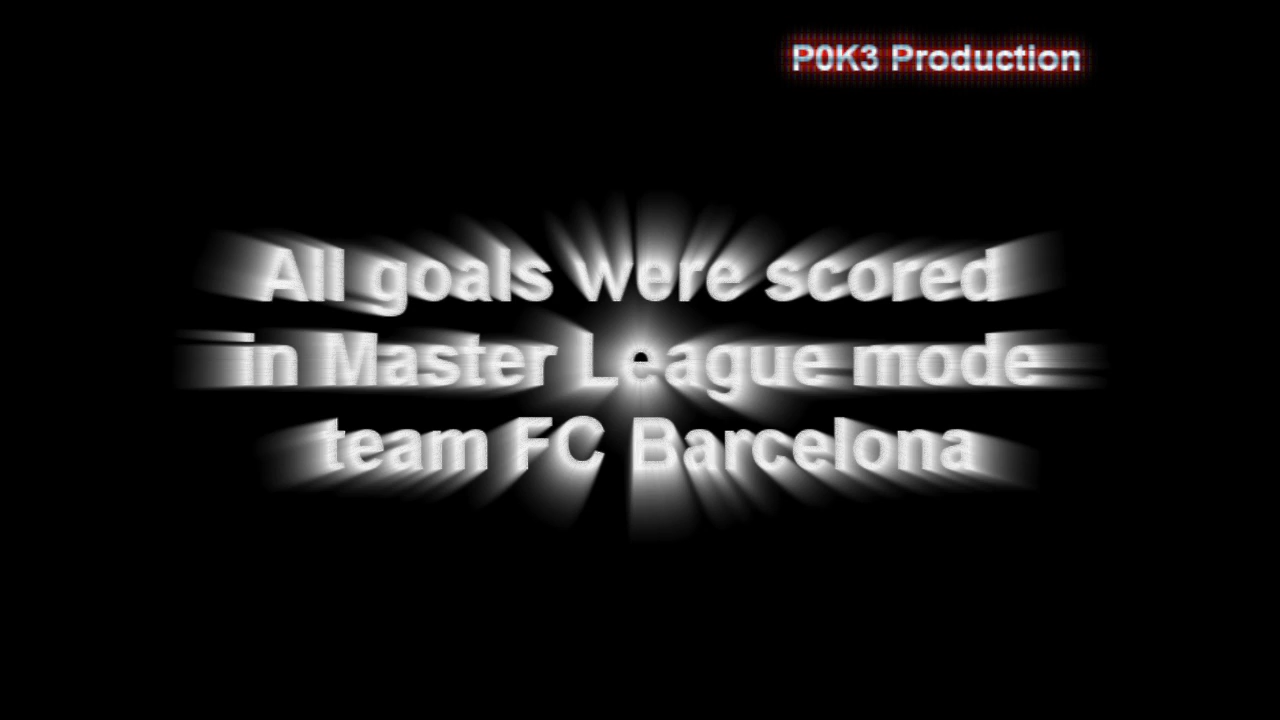 P0K3 Production
All goals were scored
in Master League mode
team FC Barcelona